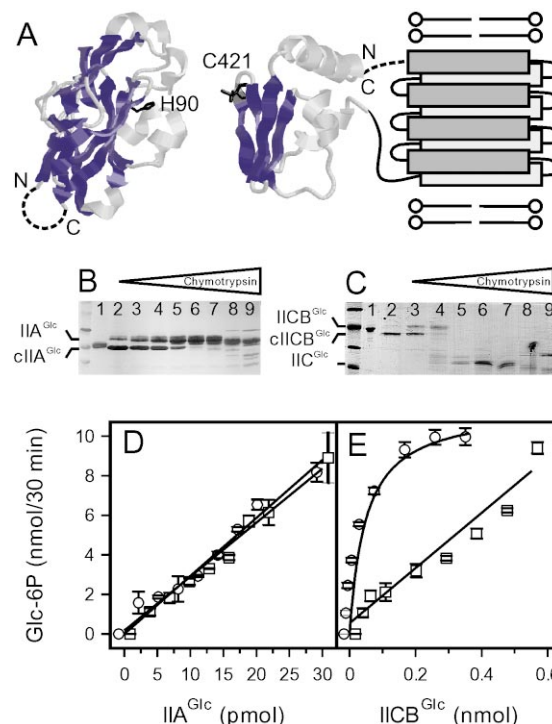 A
C421
N
C
H90
N
C
B
Chymotrypsin
1 2 3 4 5 6 7 8 9
IIA^Glc
cIIA^Glc
C
Chymotrypsin
1 2 3 4 5 6 7 8 9
IICB^Glc
cIICB^Glc
IIC^Glc
D
E
Glc-6P (nmol/30 min)
10
8
6
4
2
0
0 5 10 15 20 25 30
0 0.2 0.4
IIA^Glc (pmol)
IICB^Glc (nmol)